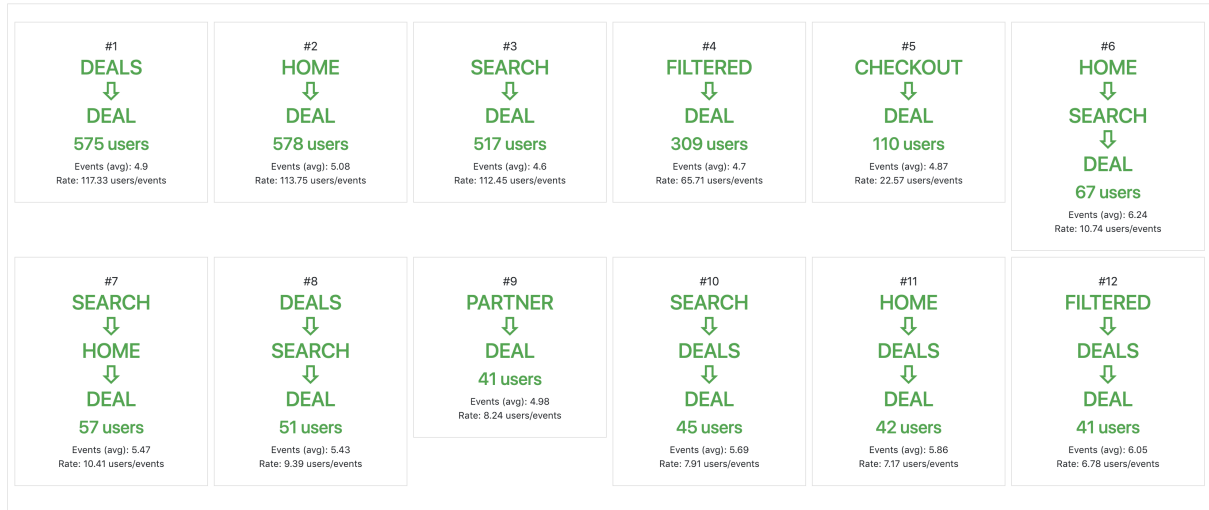 #1
DEALS
⇩
DEAL
575 users
Events (avg): 4.9
Rate: 117.33 users/events
#2
HOME
⇩
DEAL
578 users
Events (avg): 5.08
Rate: 113.75 users/events
#3
SEARCH
⇩
DEAL
517 users
Events (avg): 4.6
Rate: 112.45 users/events
#4
FILTERED
⇩
DEAL
309 users
Events (avg): 4.7
Rate: 65.71 users/events
#5
CHECKOUT
⇩
DEAL
110 users
Events (avg): 4.87
Rate: 22.57 users/events
#6
HOME
⇩
SEARCH
⇩
DEAL
67 users
Events (avg): 6.24
Rate: 10.74 users/events
#7
SEARCH
⇩
HOME
⇩
DEAL
57 users
Events (avg): 5.47
Rate: 10.41 users/events
#8
DEALS
⇩
SEARCH
⇩
DEAL
51 users
Events (avg): 5.43
Rate: 9.39 users/events
#9
PARTNER
⇩
DEAL
41 users
Events (avg): 4.98
Rate: 8.24 users/events
#10
SEARCH
⇩
DEALS
⇩
DEAL
45 users
Events (avg): 5.69
Rate: 7.91 users/events
#11
HOME
⇩
DEALS
⇩
DEAL
42 users
Events (avg): 5.86
Rate: 7.17 users/events
#12
FILTERED
⇩
DEALS
⇩
DEAL
41 users
Events (avg): 6.05
Rate: 6.78 users/events